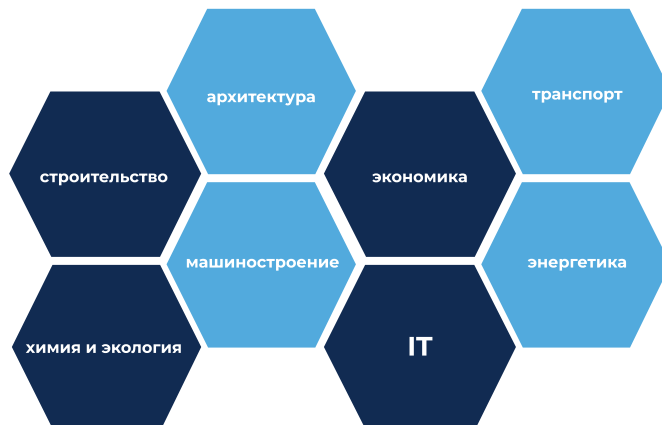 архитектура
транспорт
строительство
экономика
машиностроение
энергетика
химия и экология
IT